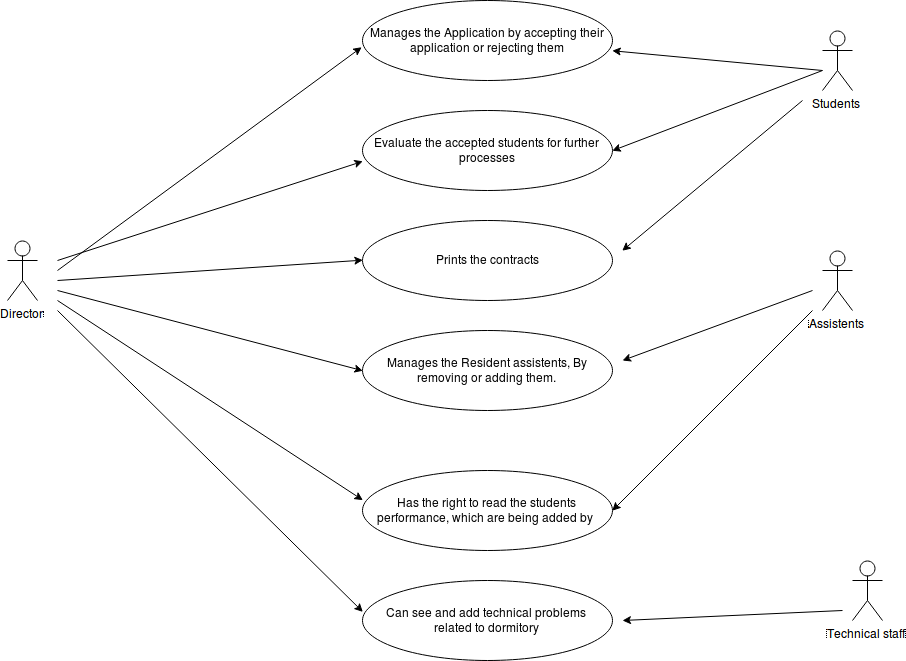 Manages the Application by accepting their
application or rejecting them
Students
Evaluate the accepted students for further
processes
Prints the contracts
Director
Assistents
Manages the Resident assistents, By
removing or adding them.
Has the right to read the students
performance, which are being added by
Can see and add technical problems
related to dormitory
Technical staff